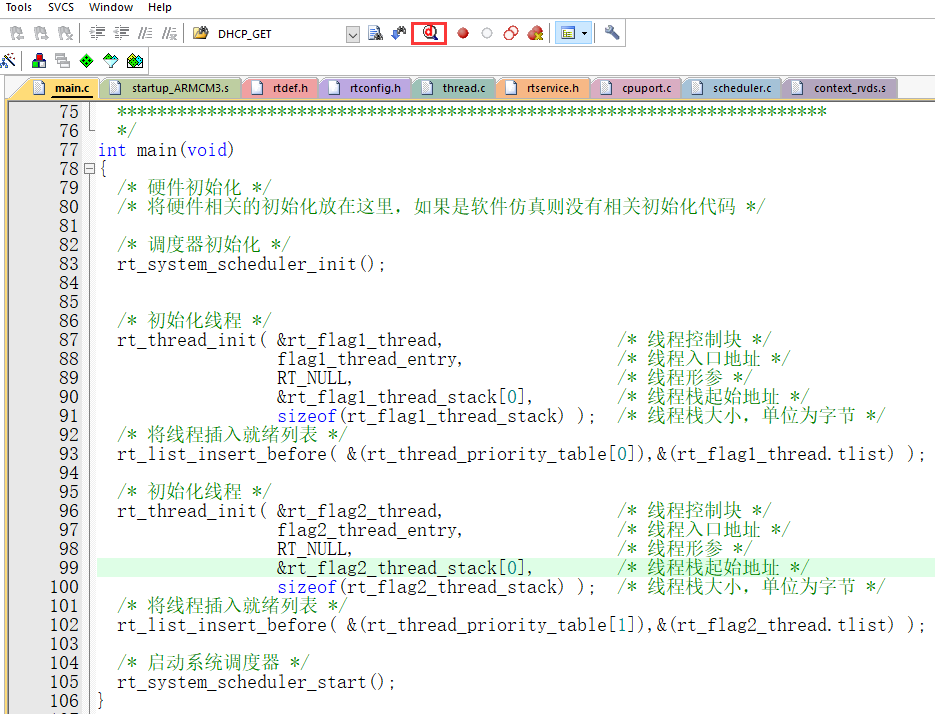 Tools SVCS Window Help
DHCP_GET
main.c startup_ARMCM3.s rtdef.h rtconfig.h thread.c rtservice.h cpuport.c scheduler.c context_rvds.s
75 ***********************************************************************
76 */
77 int main(void)
78 {
79 /* 硬件初始化 */
80 /* 将硬件相关的初始化放在这里，如果是软件仿真则没有相关初始化代码 */
81
82 /* 调度器初始化 */
83 rt_system_scheduler_init();
84
85
86 /* 初始化线程 */
87 rt_thread_init( &rt_flag1_thread, /* 线程控制块 */
88 flag1_thread_entry, /* 线程入口地址 */
89 RT_NULL, /* 线程形参 */
90 &rt_flag1_thread_stack[0], /* 线程栈起始地址 */
91 sizeof(rt_flag1_thread_stack) ); /* 线程栈大小，单位为字节 */
92 /* 将线程插入就绪列表 */
93 rt_list_insert_before( &(rt_thread_priority_table[0]),&(rt_flag1_thread.tlist) );
94
95 /* 初始化线程 */
96 rt_thread_init( &rt_flag2_thread, /* 线程控制块 */
97 flag2_thread_entry, /* 线程入口地址 */
98 RT_NULL, /* 线程形参 */
99 &rt_flag2_thread_stack[0], /* 线程栈起始地址 */
100 sizeof(rt_flag2_thread_stack) ); /* 线程栈大小，单位为字节 */
101 /* 将线程插入就绪列表 */
102 rt_list_insert_before( &(rt_thread_priority_table[1]),&(rt_flag2_thread.tlist) );
103
104 /* 启动系统调度器 */
105 rt_system_scheduler_start();
106 }